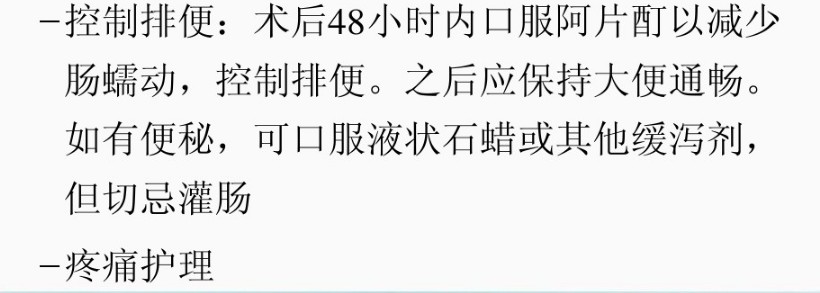 –控制排便：术后48小时内口服阿片酊以减少
肠蠕动，控制排便。之后应保持大便通畅。
如有便秘，可口服液状石蜡或其他缓泻剂，
但切忌灌肠
–疼痛护理